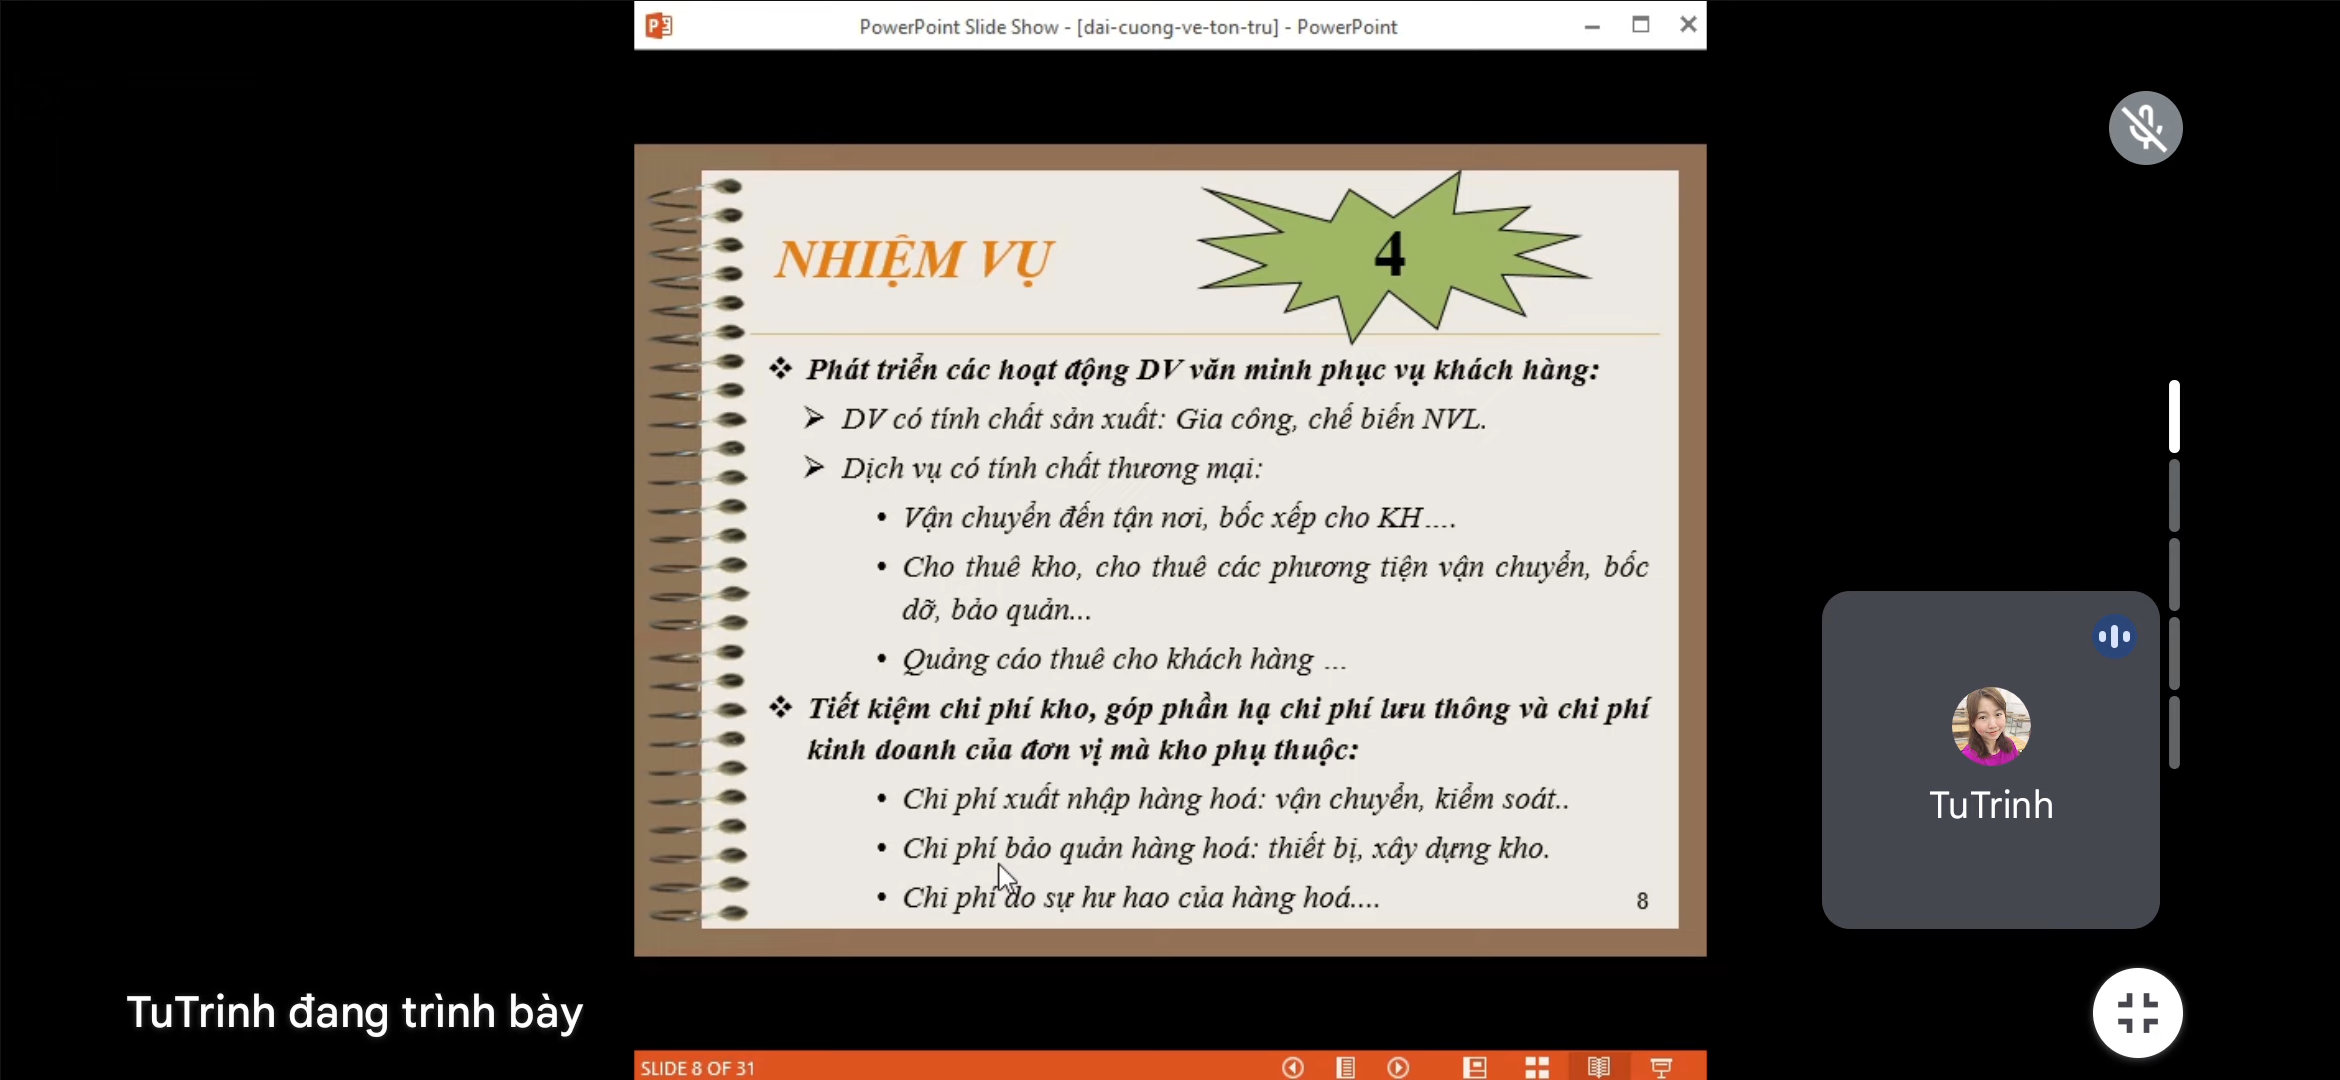 PowerPoint Slide Show - [dai-cuong-ve-ton-tru] - PowerPoint
NHIỆM VỤ
4
Phát triển các hoạt động DV văn minh phục vụ khách hàng:
DV có tính chất sản xuất: Gia công, chế biến NVL.
Dịch vụ có tính chất thương mại:
Vận chuyển đến tận nơi, bốc xếp cho KH....
Cho thuê kho, cho thuê các phương tiện vận chuyển, bốc
dỡ, bảo quản...
Quảng cáo thuê cho khách hàng ...
Tiết kiệm chi phí kho, góp phần hạ chi phí lưu thông và chi phí
kinh doanh của đơn vị mà kho phụ thuộc:
Chi phí xuất nhập hàng hoá: vận chuyển, kiểm soát..
Chi phí bảo quản hàng hoá: thiết bị, xây dựng kho.
Chi phí do sự hư hao của hàng hoá....
8
TuTrinh
TuTrinh đang trình bày
SLIDE 8 OF 31